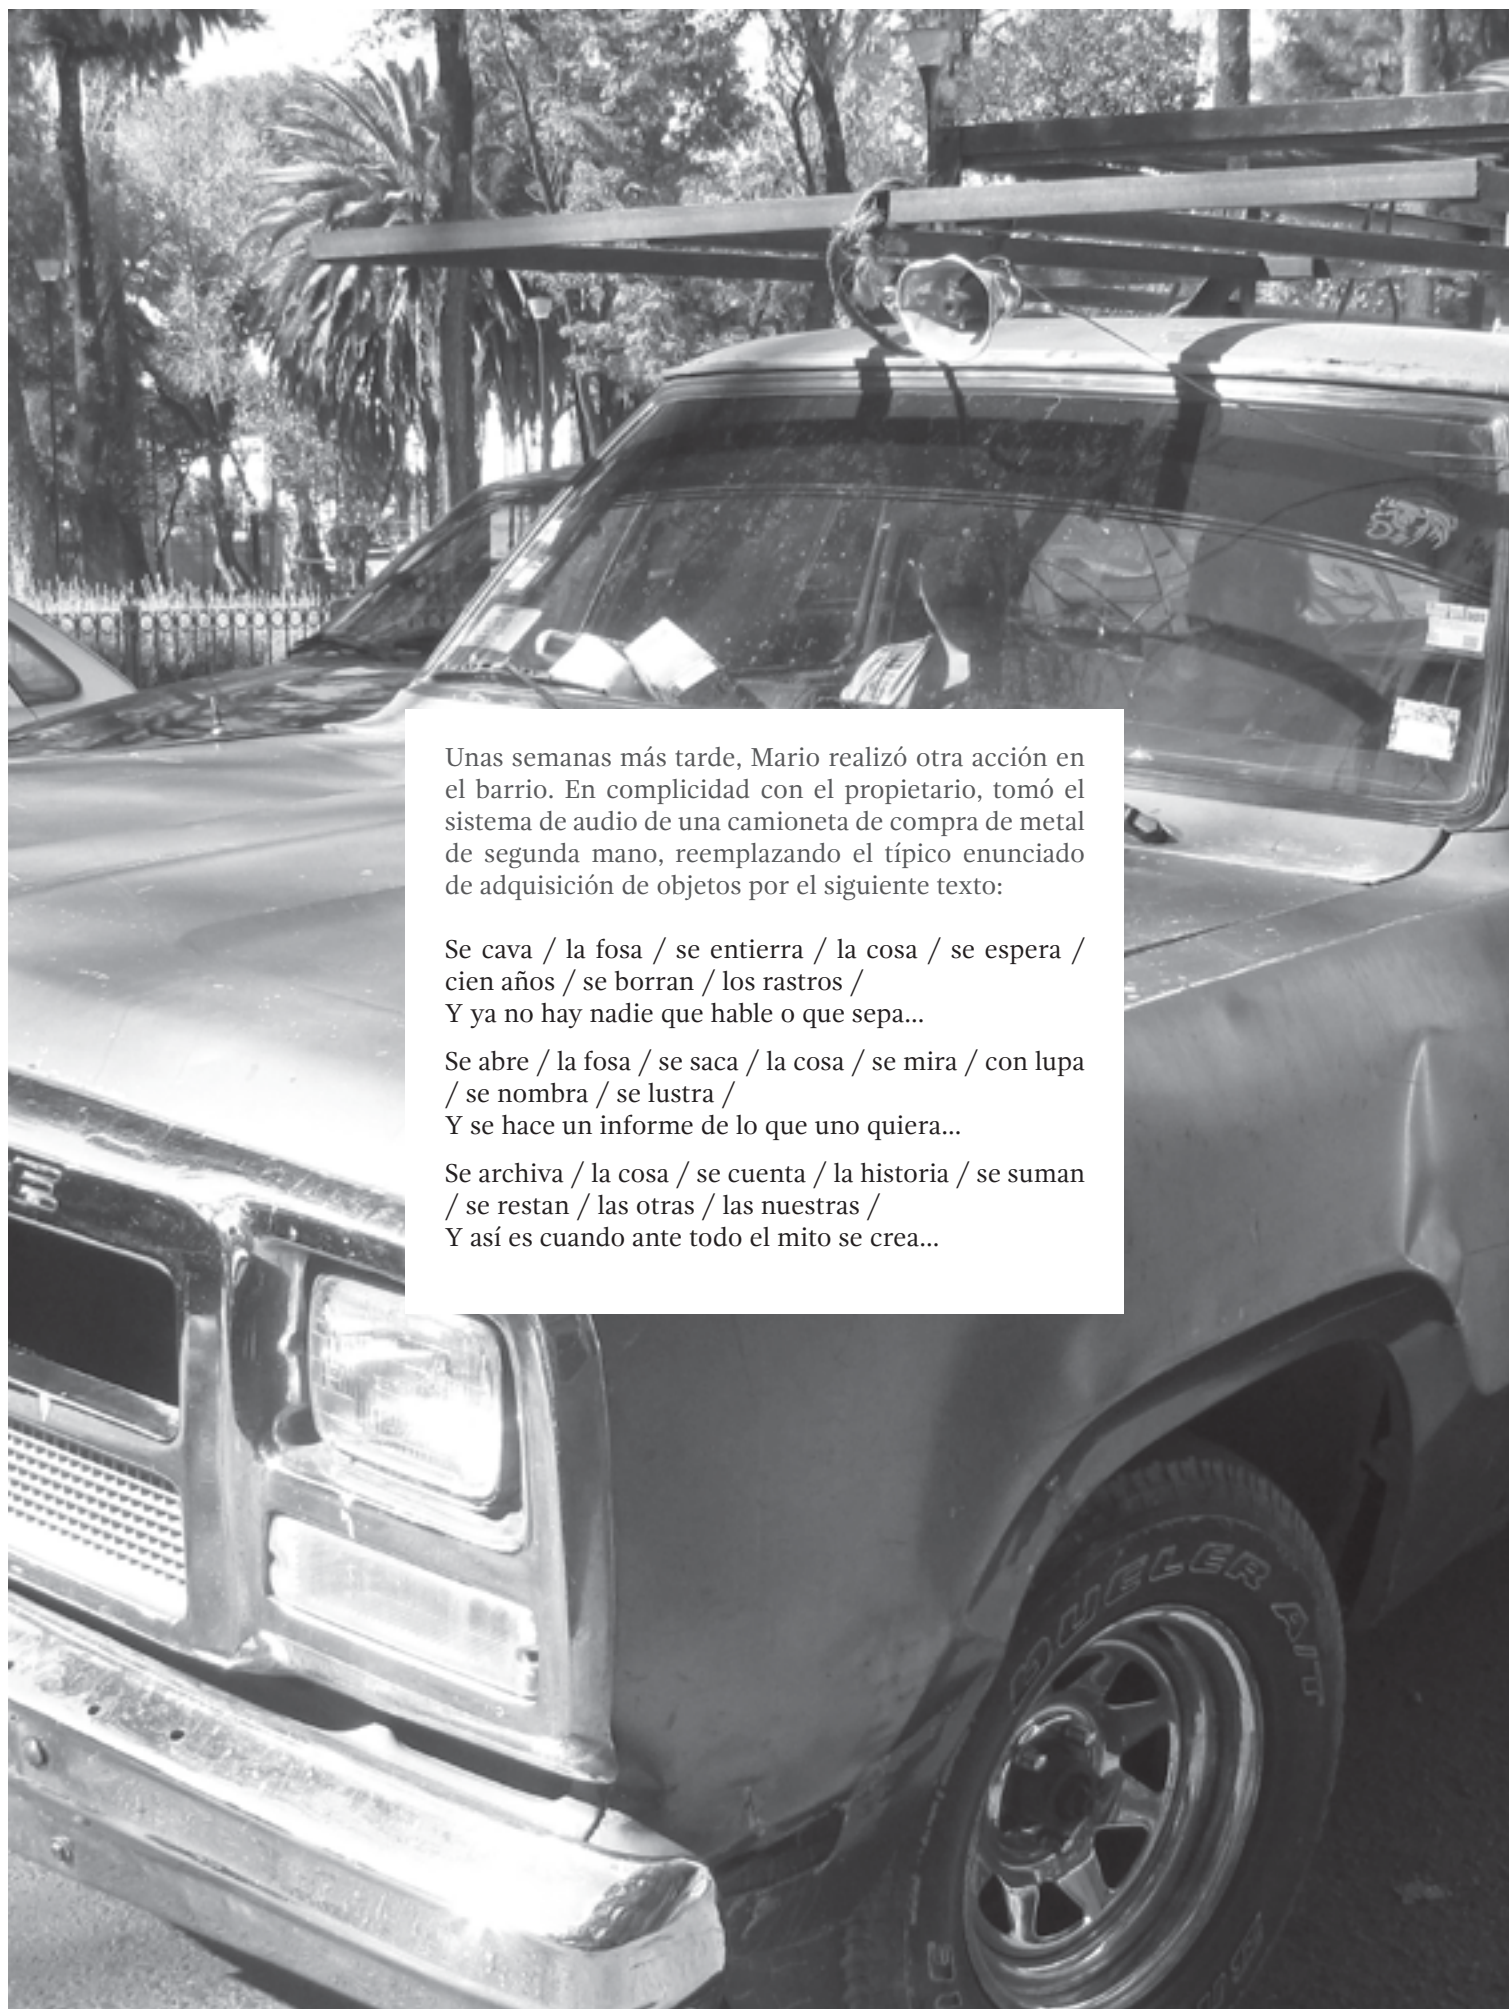 Unas semanas más tarde, Mario realizó otra acción en
el barrio. En complicidad con el propietario, tomó el
sistema de audio de una camioneta de compra de metal
de segunda mano, reemplazando el típico enunciado
de adquisición de objetos por el siguiente texto:
Se cava / la fosa / se entierra / la cosa / se espera /
cien años / se borran / los rastros /
Y ya no hay nadie que hable o que sepa...
Se abre / la fosa / se saca / la cosa / se mira / con lupa
/ se nombra / se lustra /
Y se hace un informe de lo que uno quiera...
Se archiva / la cosa / se cuenta / la historia / se suman
/ se restan / las otras / las nuestras /
Y así es cuando ante todo el mito se crea...
DUELER A/T